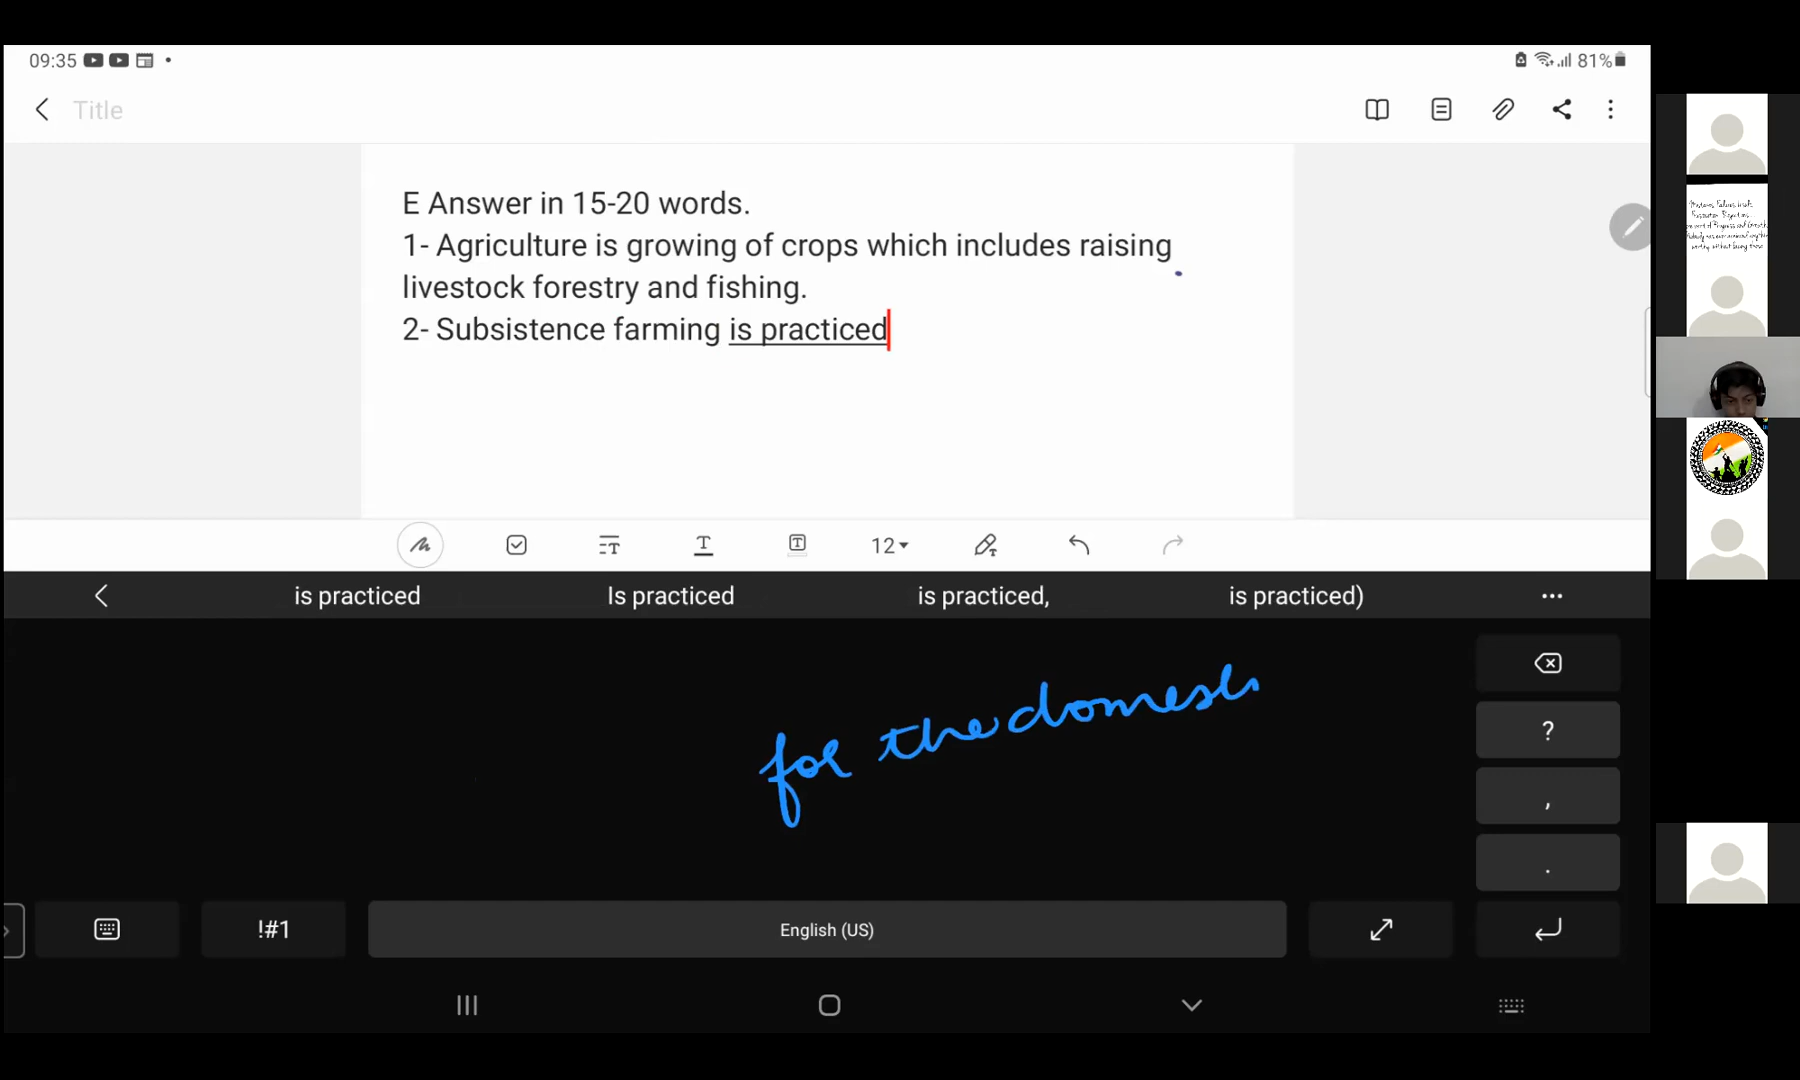 09:35
81%
Title
E Answer in 15-20 words.
1- Agriculture is growing of crops which includes raising
livestock forestry and fishing.
2- Subsistence farming is practiced
12
is practiced Is practiced is practiced, is practiced)
for the domest
?
,
.
!#1 English (US)